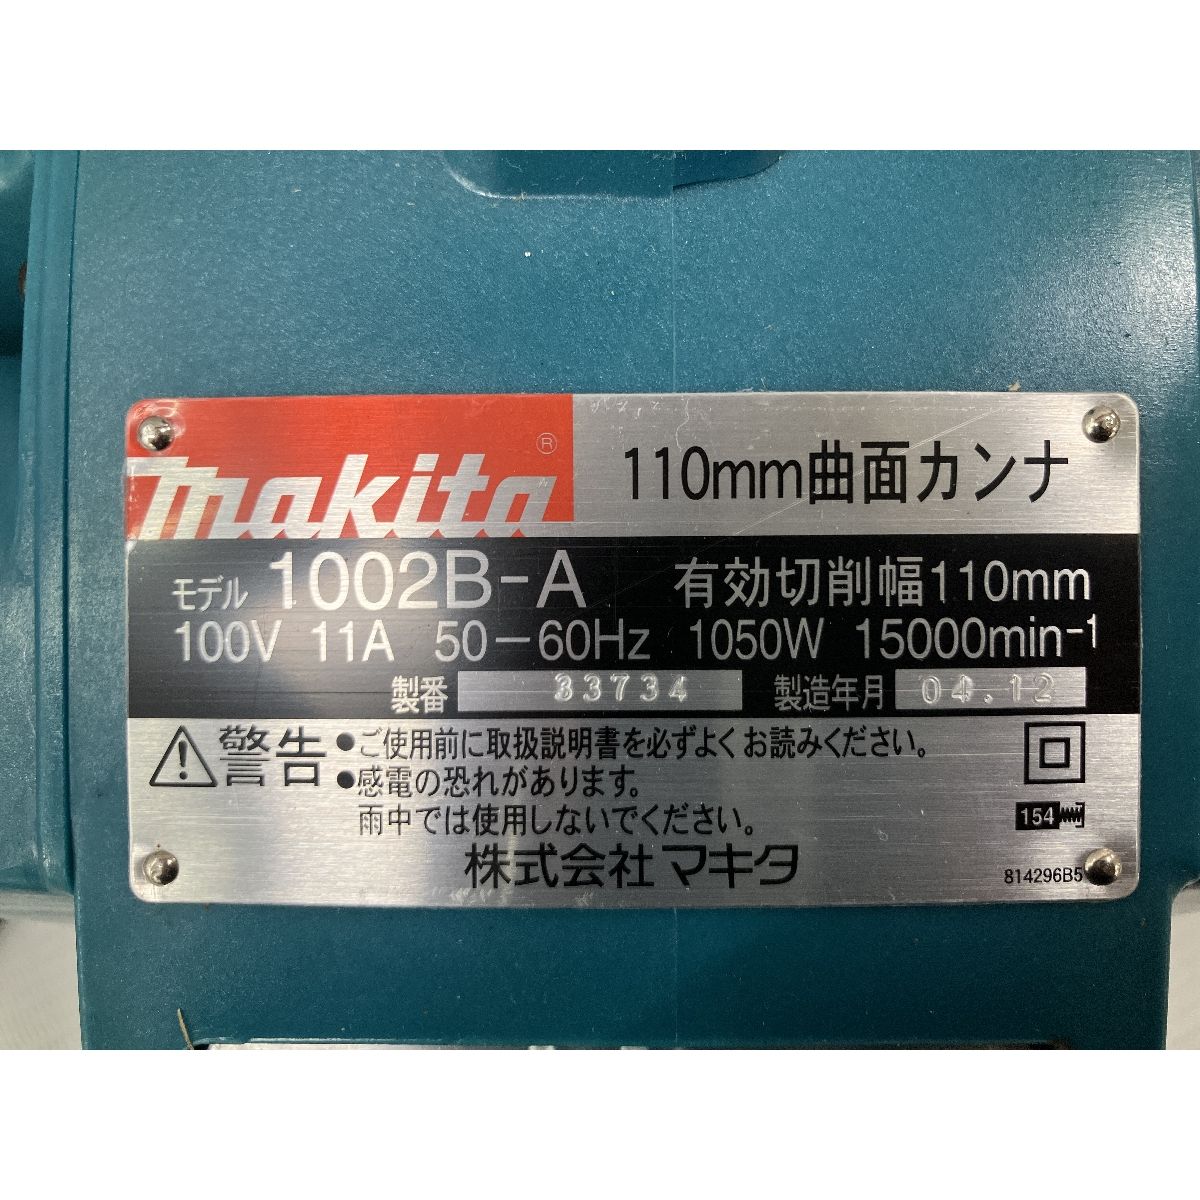 makita®
110mm曲面カンナ
モデル 1002B-A 有効切削幅110mm
100V 11A 50-60Hz 1050W 15000min-1
製番 33734 製造年月 04.12
警告 ●ご使用前に取扱説明書を必ずよくお読みください。
●感電の恐れがあります。
雨中では使用しないでください。
154
株式会社マキタ
814296B5